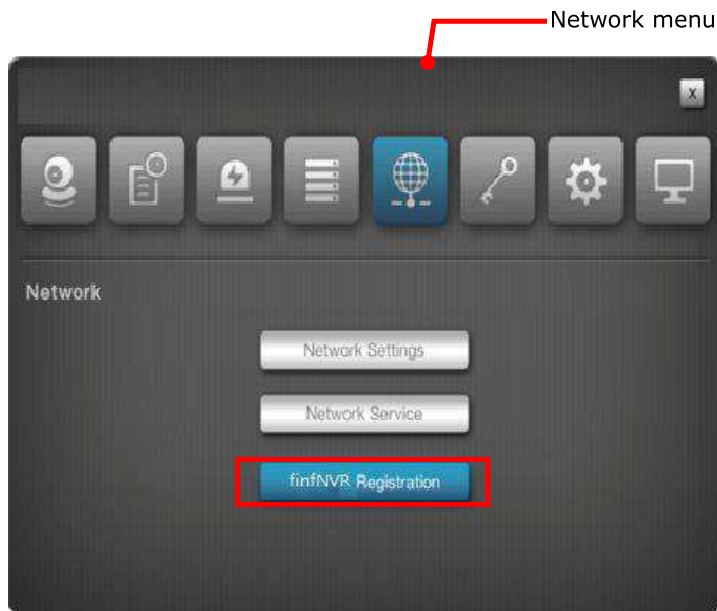 Network menu
X
Network
Network Settings
Network Service
finfNVR Registration